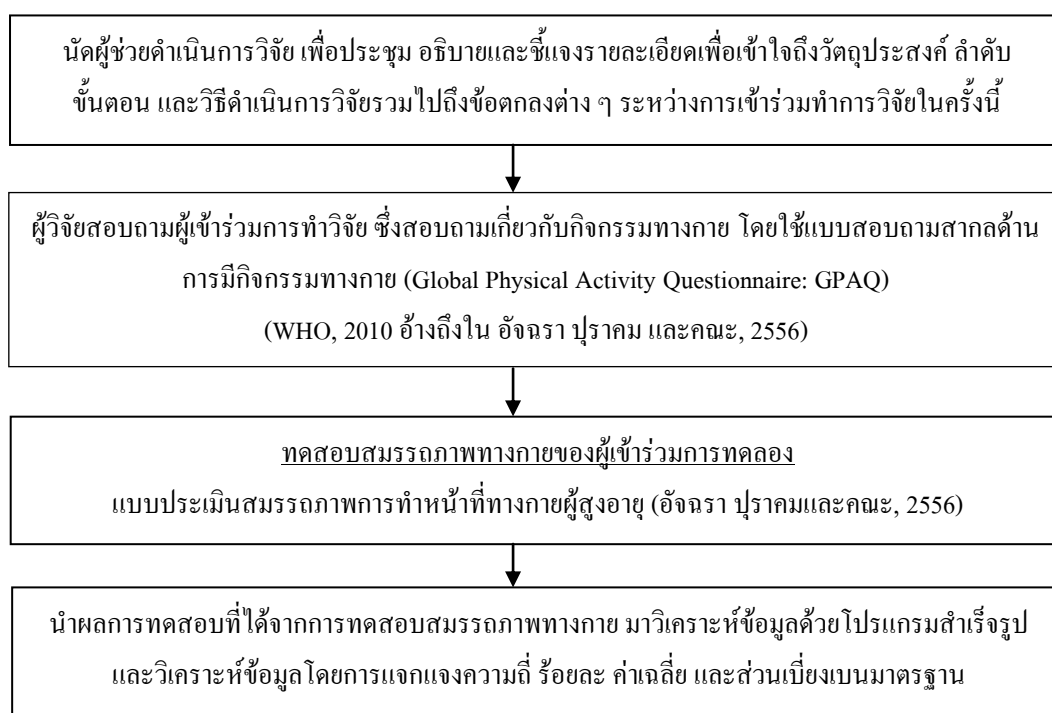 นัดผู้ช่วยดำเนินการวิจัย เพื่อประชุม อธิบายและชี้แจงรายละเอียดเพื่อเข้าใจถึงวัตถุประสงค์ ลำดับ
ขั้นตอน และวิธีดำเนินการวิจัยรวมไปถึงข้อตกลงต่าง ๆ ระหว่างการเข้าร่วมทำการวิจัยในครั้งนี้
ผู้วิจัยสอบถามผู้เข้าร่วมการทำวิจัย ซึ่งสอบถามเกี่ยวกับกิจกรรมทางกาย โดยใช้แบบสอบถามสากลด้าน
การมีกิจกรรมทางกาย (Global Physical Activity Questionnaire: GPAQ)
(WHO, 2010 อ้างถึงใน อัจฉรา ปุราคม และคณะ, 2556)
ทดสอบสมรรถภาพทางกายของผู้เข้าร่วมการทดลอง
แบบประเมินสมรรถภาพการทำหน้าที่ทางกายผู้สูงอายุ (อัจฉรา ปุราคมและคณะ, 2556)
นำผลการทดสอบที่ได้จากการทดสอบสมรรถภาพทางกาย มาวิเคราะห์ข้อมูลด้วยโปรแกรมสำเร็จรูป
และวิเคราะห์ข้อมูลโดยการแจกแจงความถี่ ร้อยละ ค่าเฉลี่ย และส่วนเบี่ยงเบนมาตรฐาน